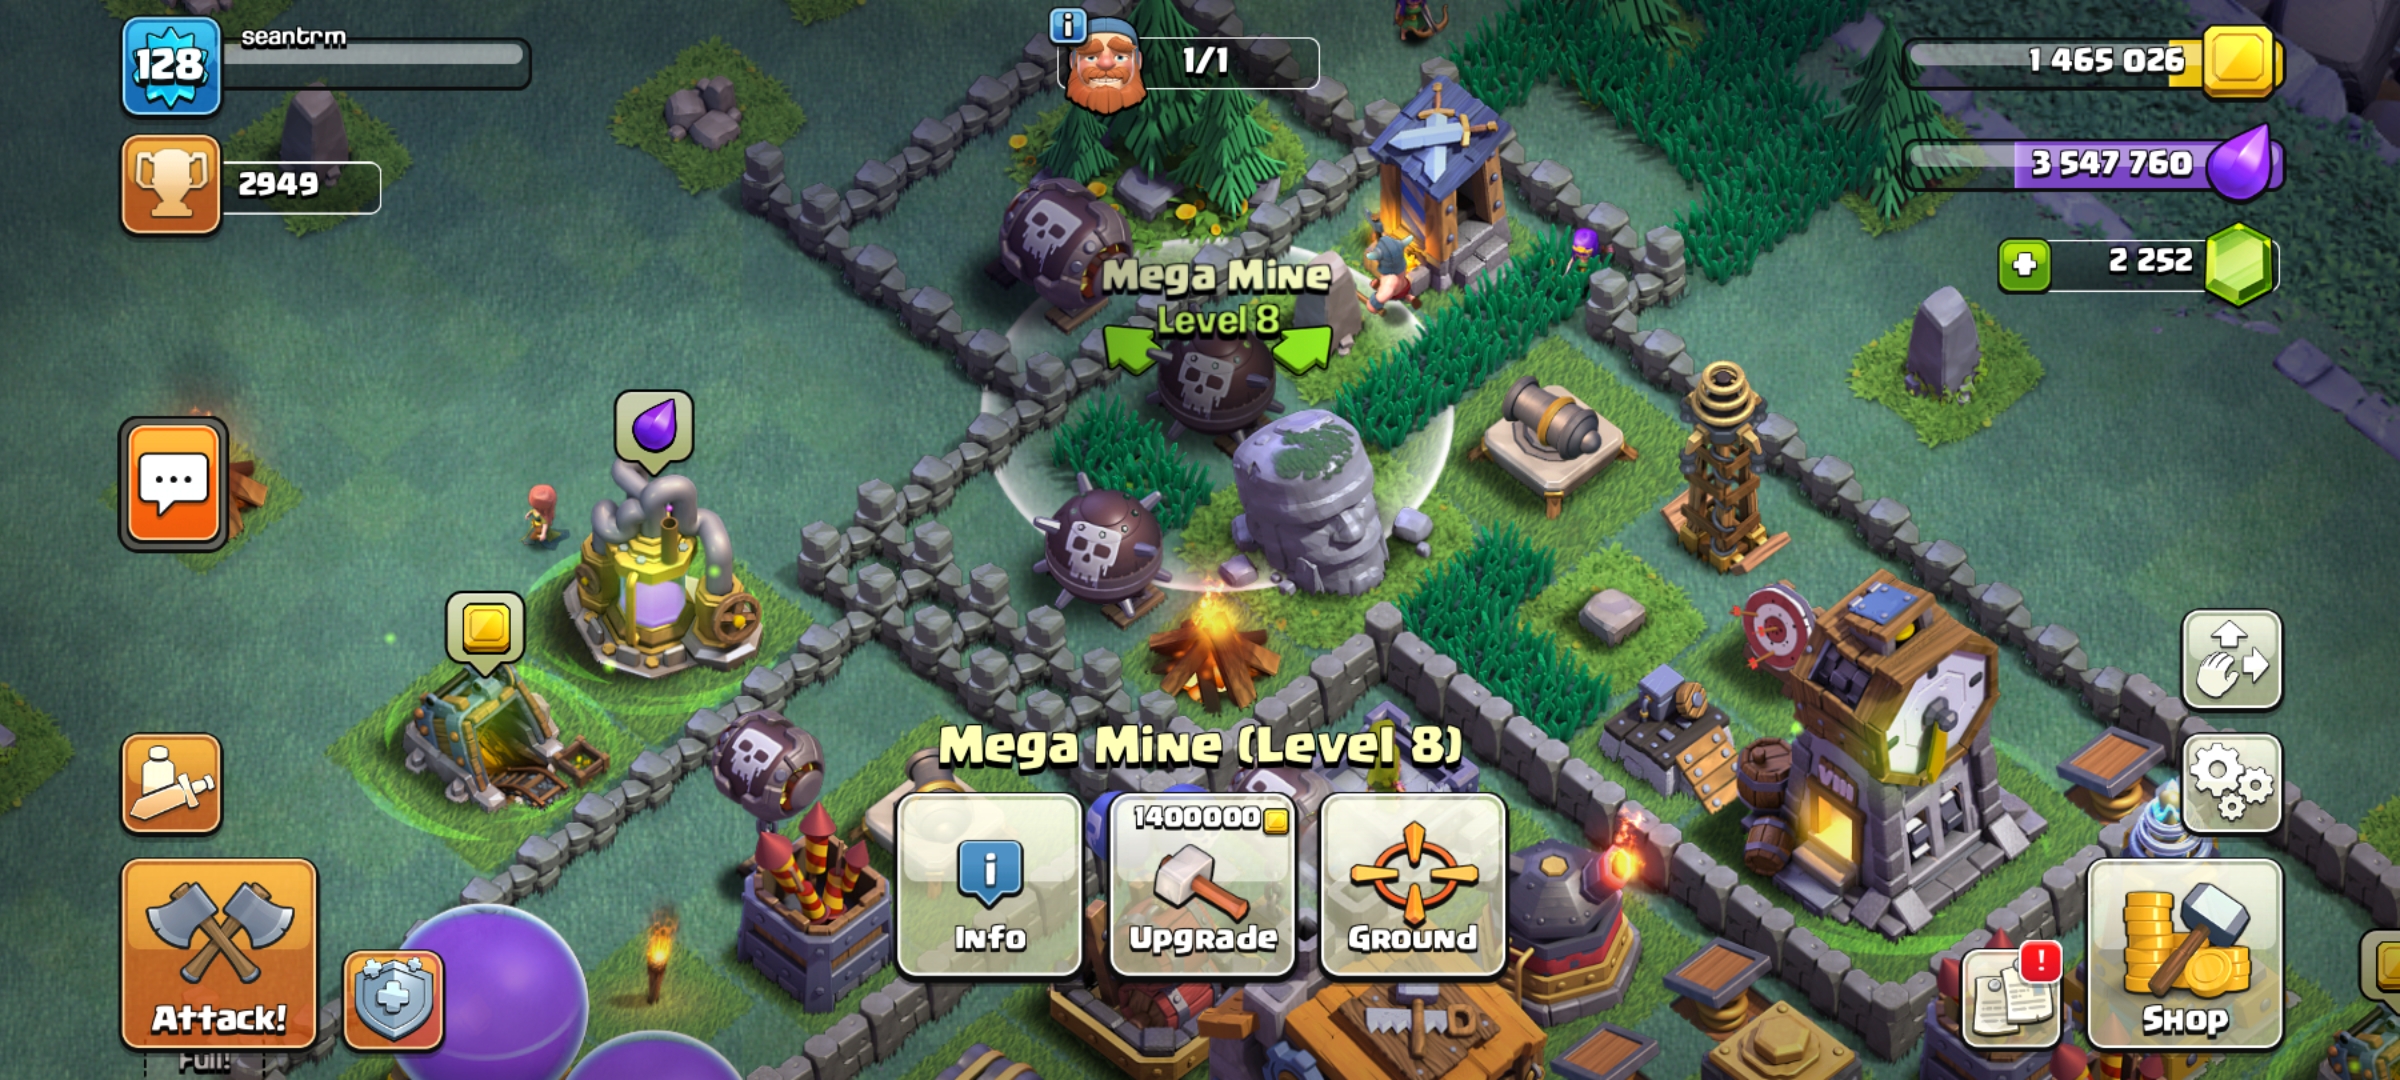 128
seantrm
1/1
1 465 026
2949
3 547 760
2 252
Mega Mine
Level 8
Mega Mine (Level 8)
1400000
Info
Upgrade
Ground
VIII
!
Attack!
Shop
Full!